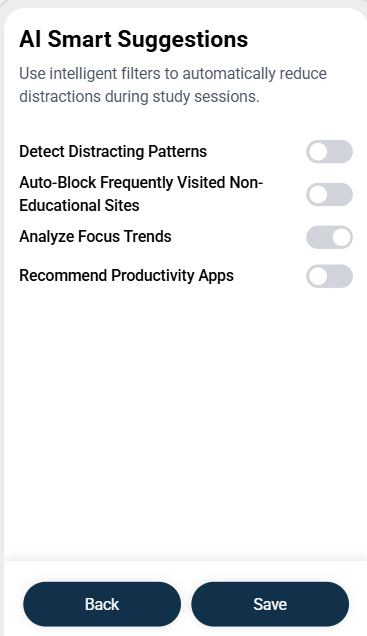 AI Smart Suggestions
Use intelligent filters to automatically reduce
distractions during study sessions.
Detect Distracting Patterns
Auto-Block Frequently Visited Non-
Educational Sites
Analyze Focus Trends
Recommend Productivity Apps
Back
Save